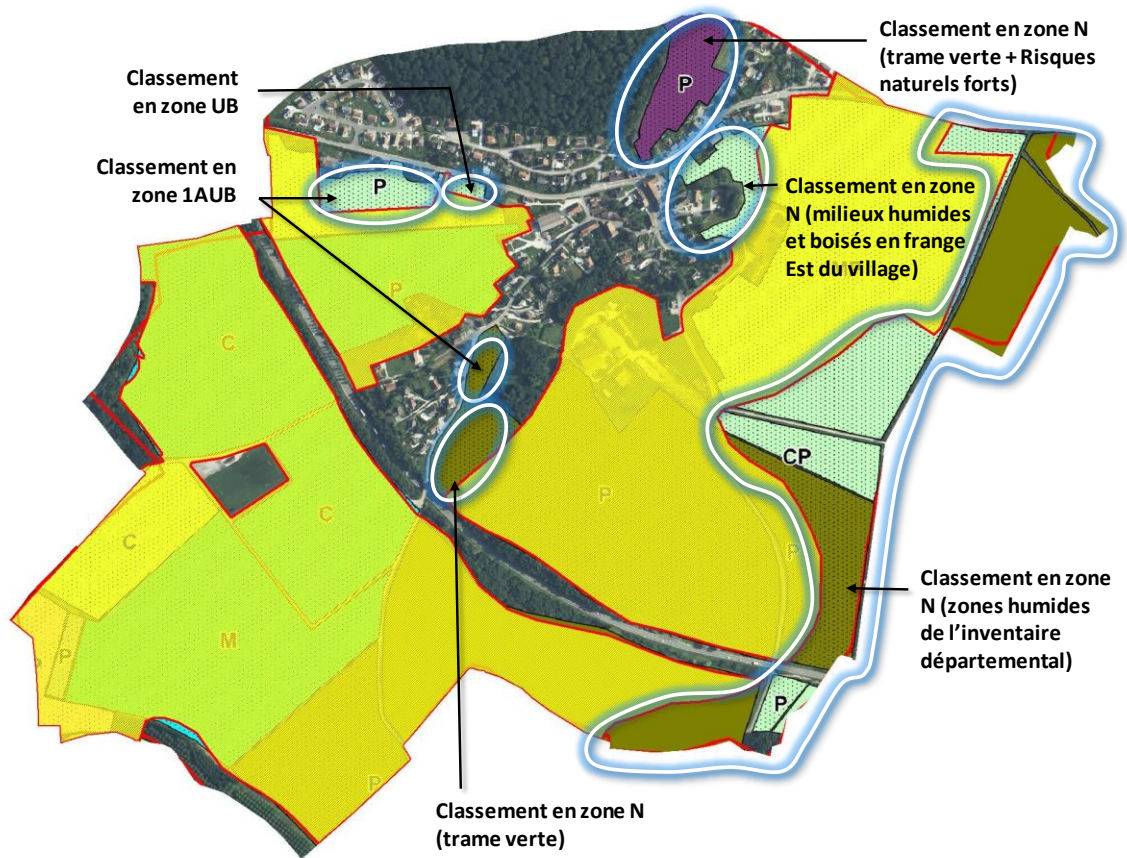 Classement en zone N
(trame verte + Risques
naturels forts)
Classement
en zone UB
P
Classement en
zone 1AUB
P
Classement en zone
N (milieux humides
et boisés en frange
Est du village)
P
C
P
CP
C
C
P
P
M
P
P
P
Classement en zone
N (zones humides
de l’inventaire
départemental)
Classement en zone N
(trame verte)